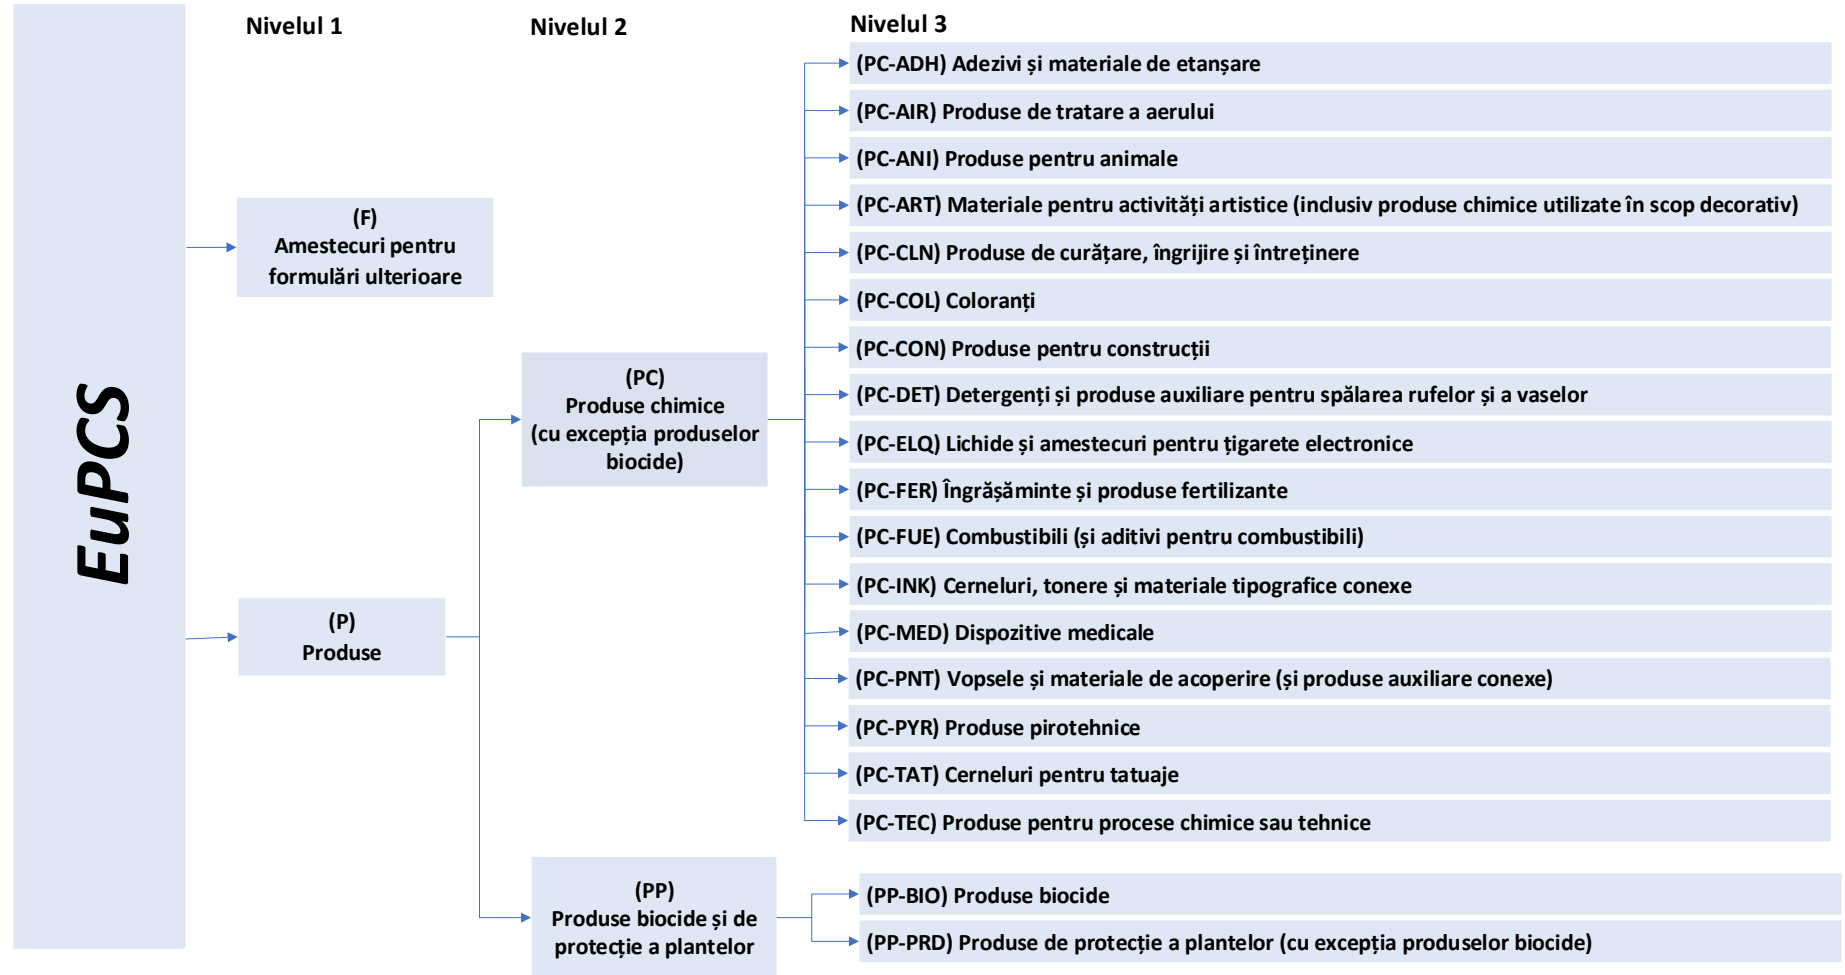 EuPCS
Nivelul 1
Nivelul 2
Nivelul 3
(F)
Amestecuri pentru
formulări ulterioare
(P)
Produse
(PC)
Produse chimice
(cu excepția produselor
biocide)
(PP)
Produse biocide și de
protecție a plantelor
(PC-ADH) Adezivi și materiale de etanșare
(PC-AIR) Produse de tratare a aerului
(PC-ANI) Produse pentru animale
(PC-ART) Materiale pentru activități artistice (inclusiv produse chimice utilizate în scop decorativ)
(PC-CLN) Produse de curățare, îngrijire și întreținere
(PC-COL) Coloranți
(PC-CON) Produse pentru construcții
(PC-DET) Detergenți și produse auxiliare pentru spălarea rufelor și a vaselor
(PC-ELQ) Lichide și amestecuri pentru țigarete electronice
(PC-FER) Îngrășăminte și produse fertilizante
(PC-FUE) Combustibili (și aditivi pentru combustibili)
(PC-INK) Cerneluri, tonere și materiale tipografice conexe
(PC-MED) Dispozitive medicale
(PC-PNT) Vopsele și materiale de acoperire (și produse auxiliare conexe)
(PC-PYR) Produse pirotehnice
(PC-TAT) Cerneluri pentru tatuaje
(PC-TEC) Produse pentru procese chimice sau tehnice
(PP-BIO) Produse biocide
(PP-PRD) Produse de protecție a plantelor (cu excepția produselor biocide)